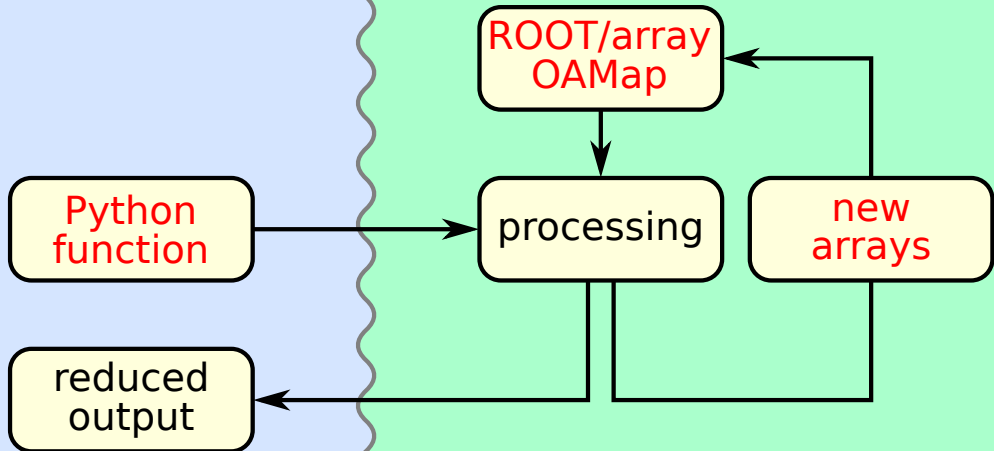 ROOT/array
OAMap
Python
function
processing
new
arrays
reduced
output